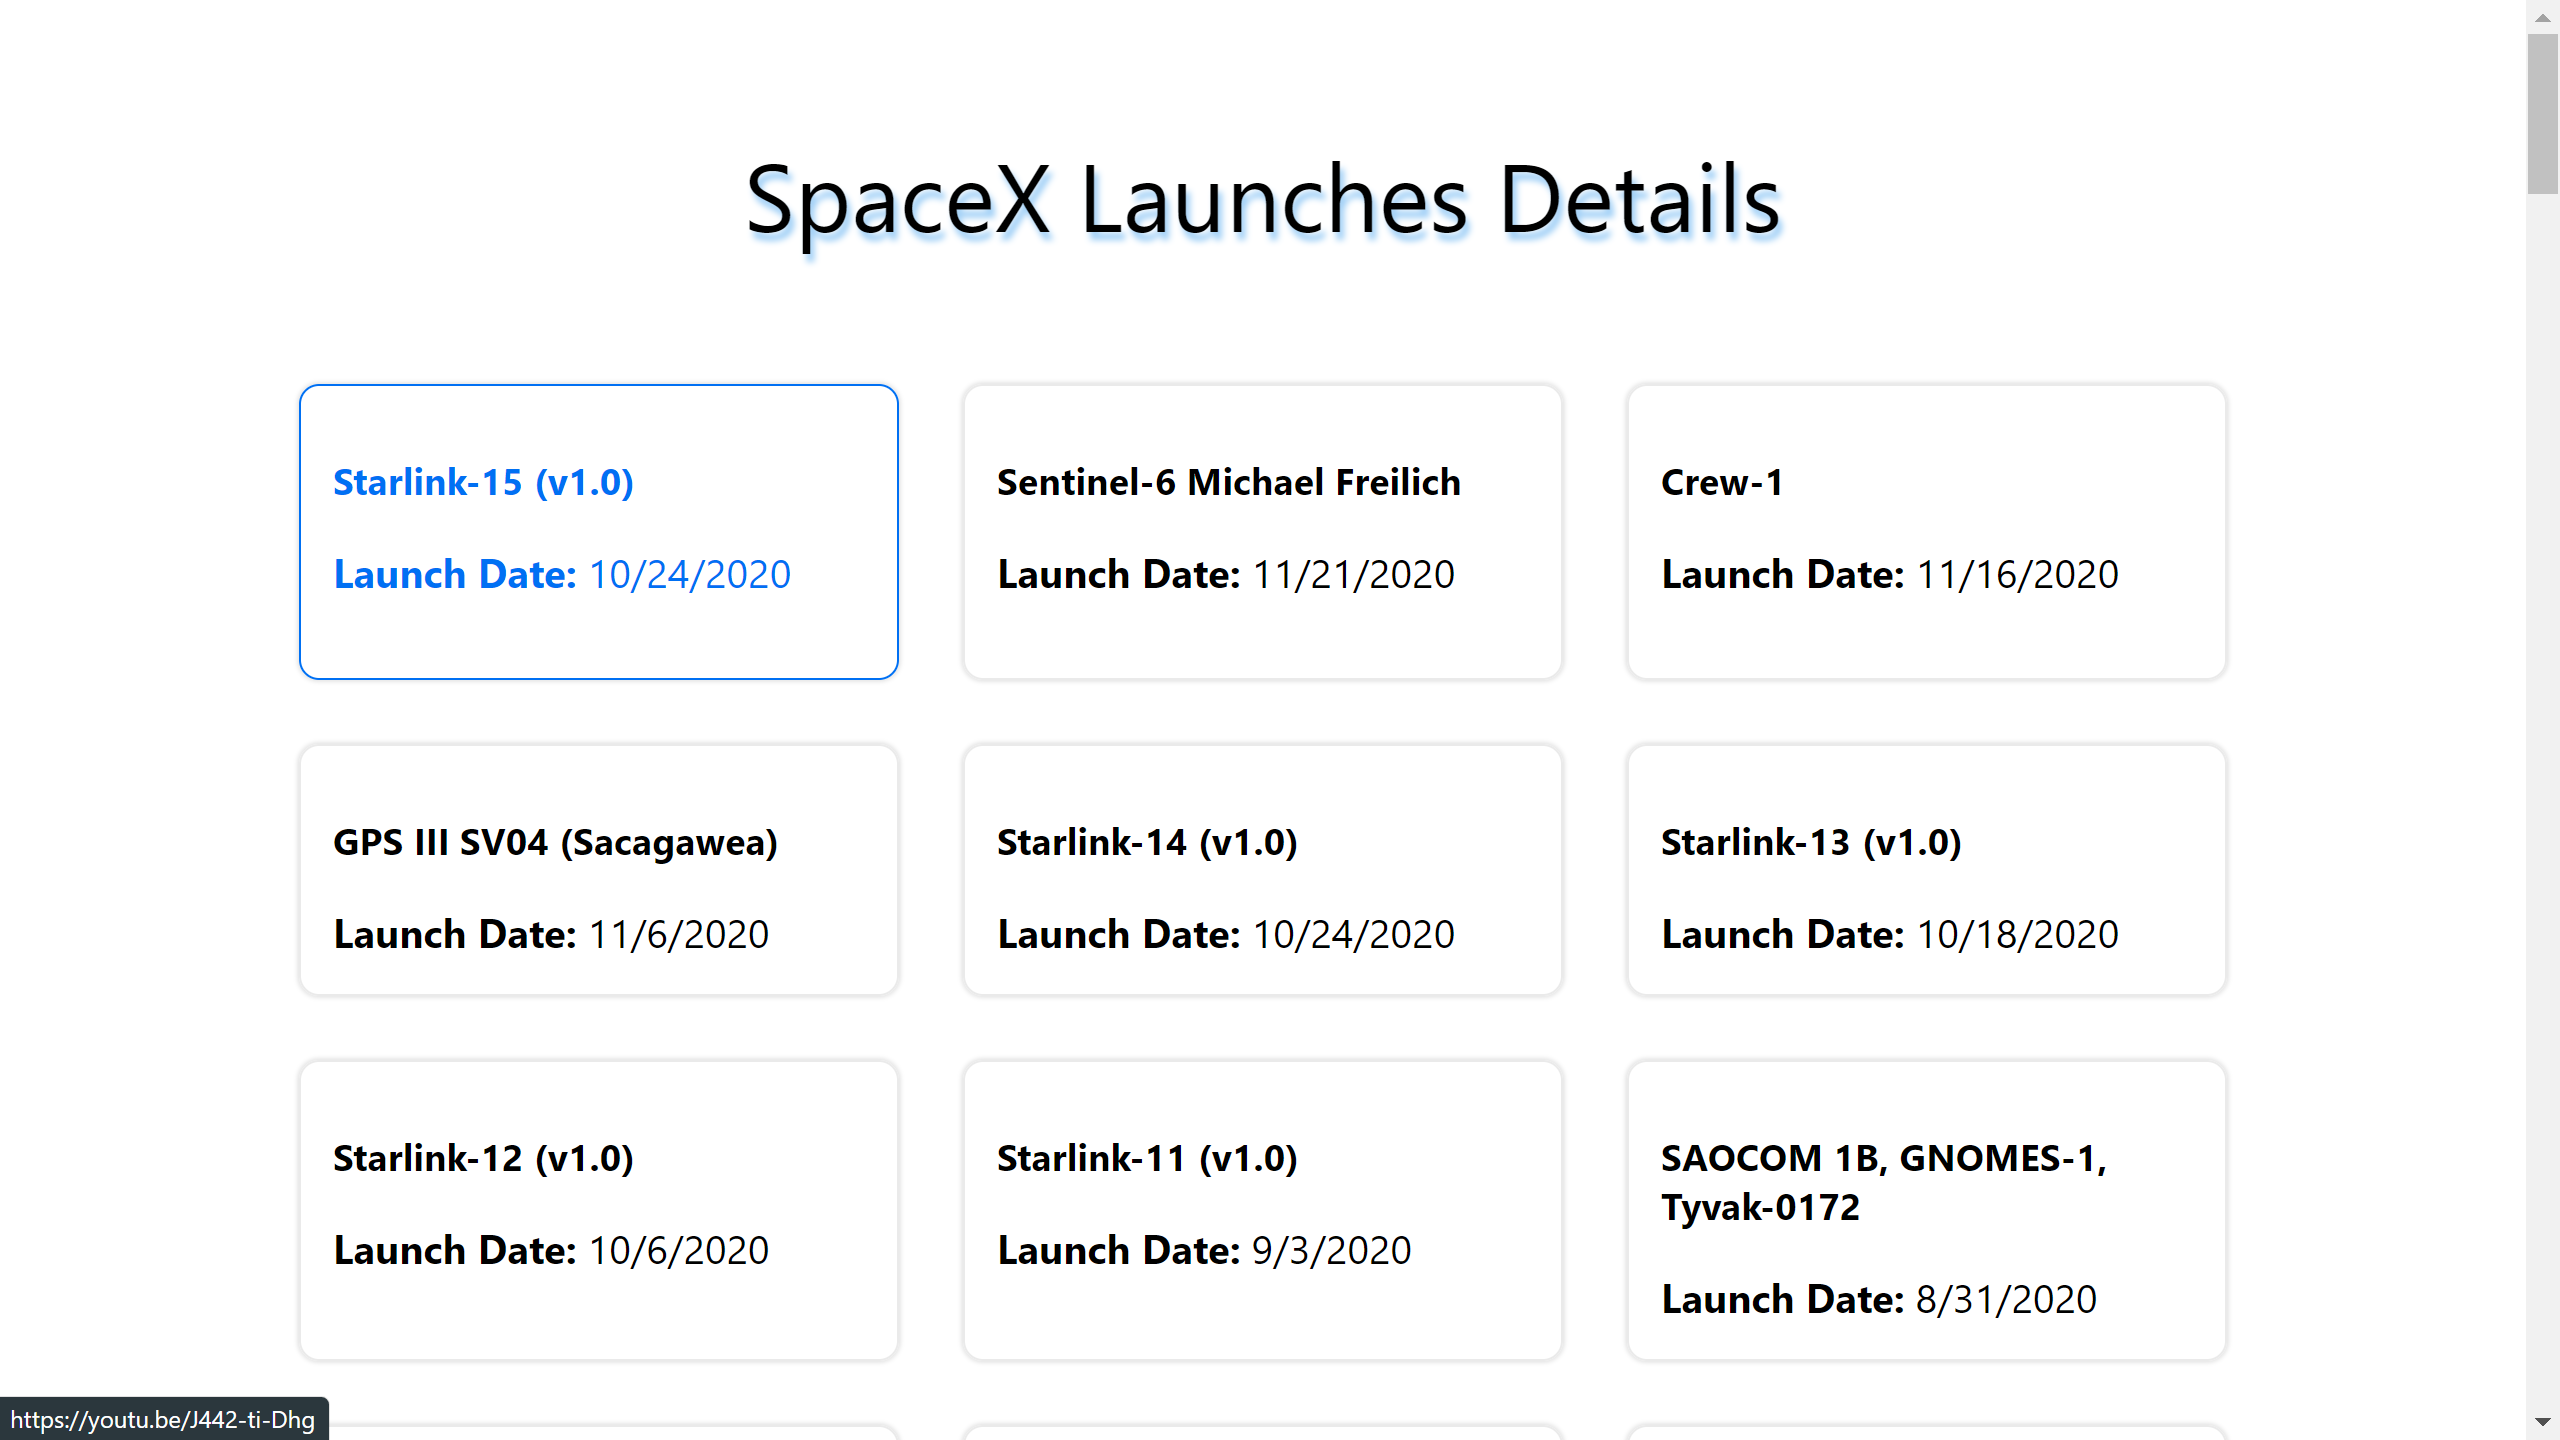 SpaceX Launches Details
Starlink-15 (v1.0)
Launch Date: 10/24/2020
Sentinel-6 Michael Freilich
Launch Date: 11/21/2020
Crew-1
Launch Date: 11/16/2020
GPS III SV04 (Sacagawea)
Launch Date: 11/6/2020
Starlink-14 (v1.0)
Launch Date: 10/24/2020
Starlink-13 (v1.0)
Launch Date: 10/18/2020
Starlink-12 (v1.0)
Launch Date: 10/6/2020
Starlink-11 (v1.0)
Launch Date: 9/3/2020
SAOCOM 1B, GNOMES-1,
Tyvak-0172
Launch Date: 8/31/2020
https://youtu.be/J442-ti-Dhg